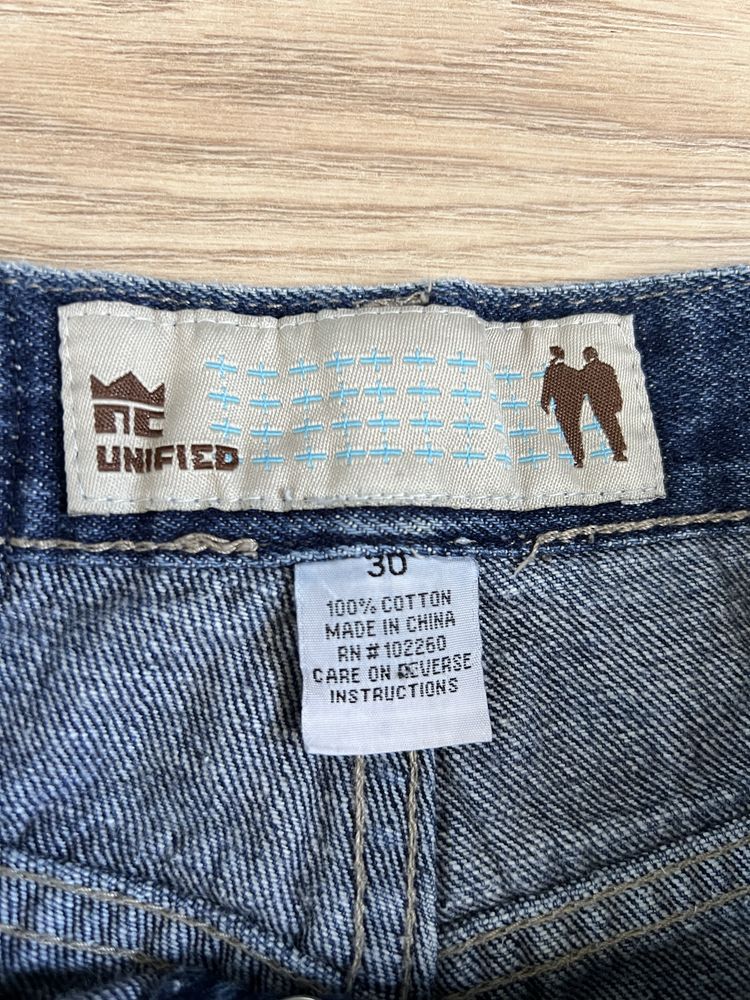 UNIFIED
30
100% COTTON
MADE IN CHINA
RN#102260
CARE ON REVERSE
INSTRUCTIONS